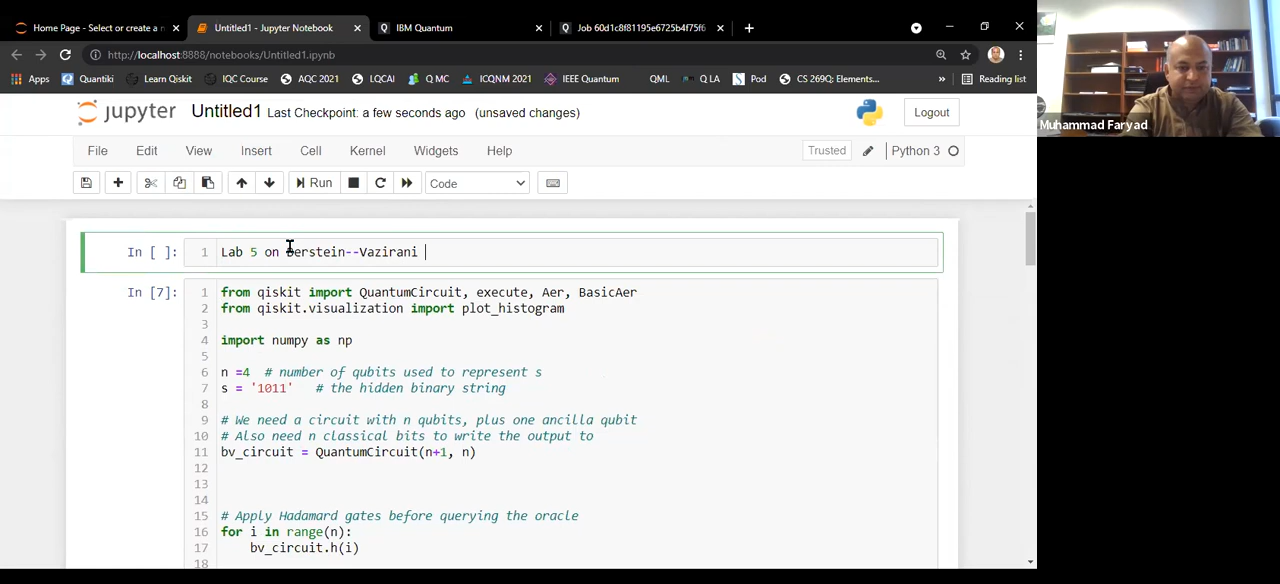 Home Page - Select or create a n
Untitled1 - Jupyter Notebook
IBM Quantum
Job 60d1c8f81195e6725b4f75f6
http://localhost:8888/notebooks/Untitled1.ipynb
Apps Quantiki Learn Qiskit IQC Course AQC 2021 LQCAI Q MC ICQNM 2021 IEEE Quantum QML Q LA Pod CS 269Q: Elements... » Reading list
Muhammad Faryad
jupyter Untitled1 Last Checkpoint: a few seconds ago (unsaved changes) Logout
File Edit View Insert Cell Kernel Widgets Help Trusted Python 3
Run Code
In [ ]: 1 Lab 5 on Berstein--Vazirani
In [7]: 1 from qiskit import QuantumCircuit, execute, Aer, BasicAer
2 from qiskit.visualization import plot_histogram
3
4 import numpy as np
5
6 n =4 # number of qubits used to represent s
7 s = '1011' # the hidden binary string
8
9 # We need a circuit with n qubits, plus one ancilla qubit
10 # Also need n classical bits to write the output to
11 bv_circuit = QuantumCircuit(n+1, n)
12
13
14
15 # Apply Hadamard gates before querying the oracle
16 for i in range(n):
17 bv_circuit.h(i)
18